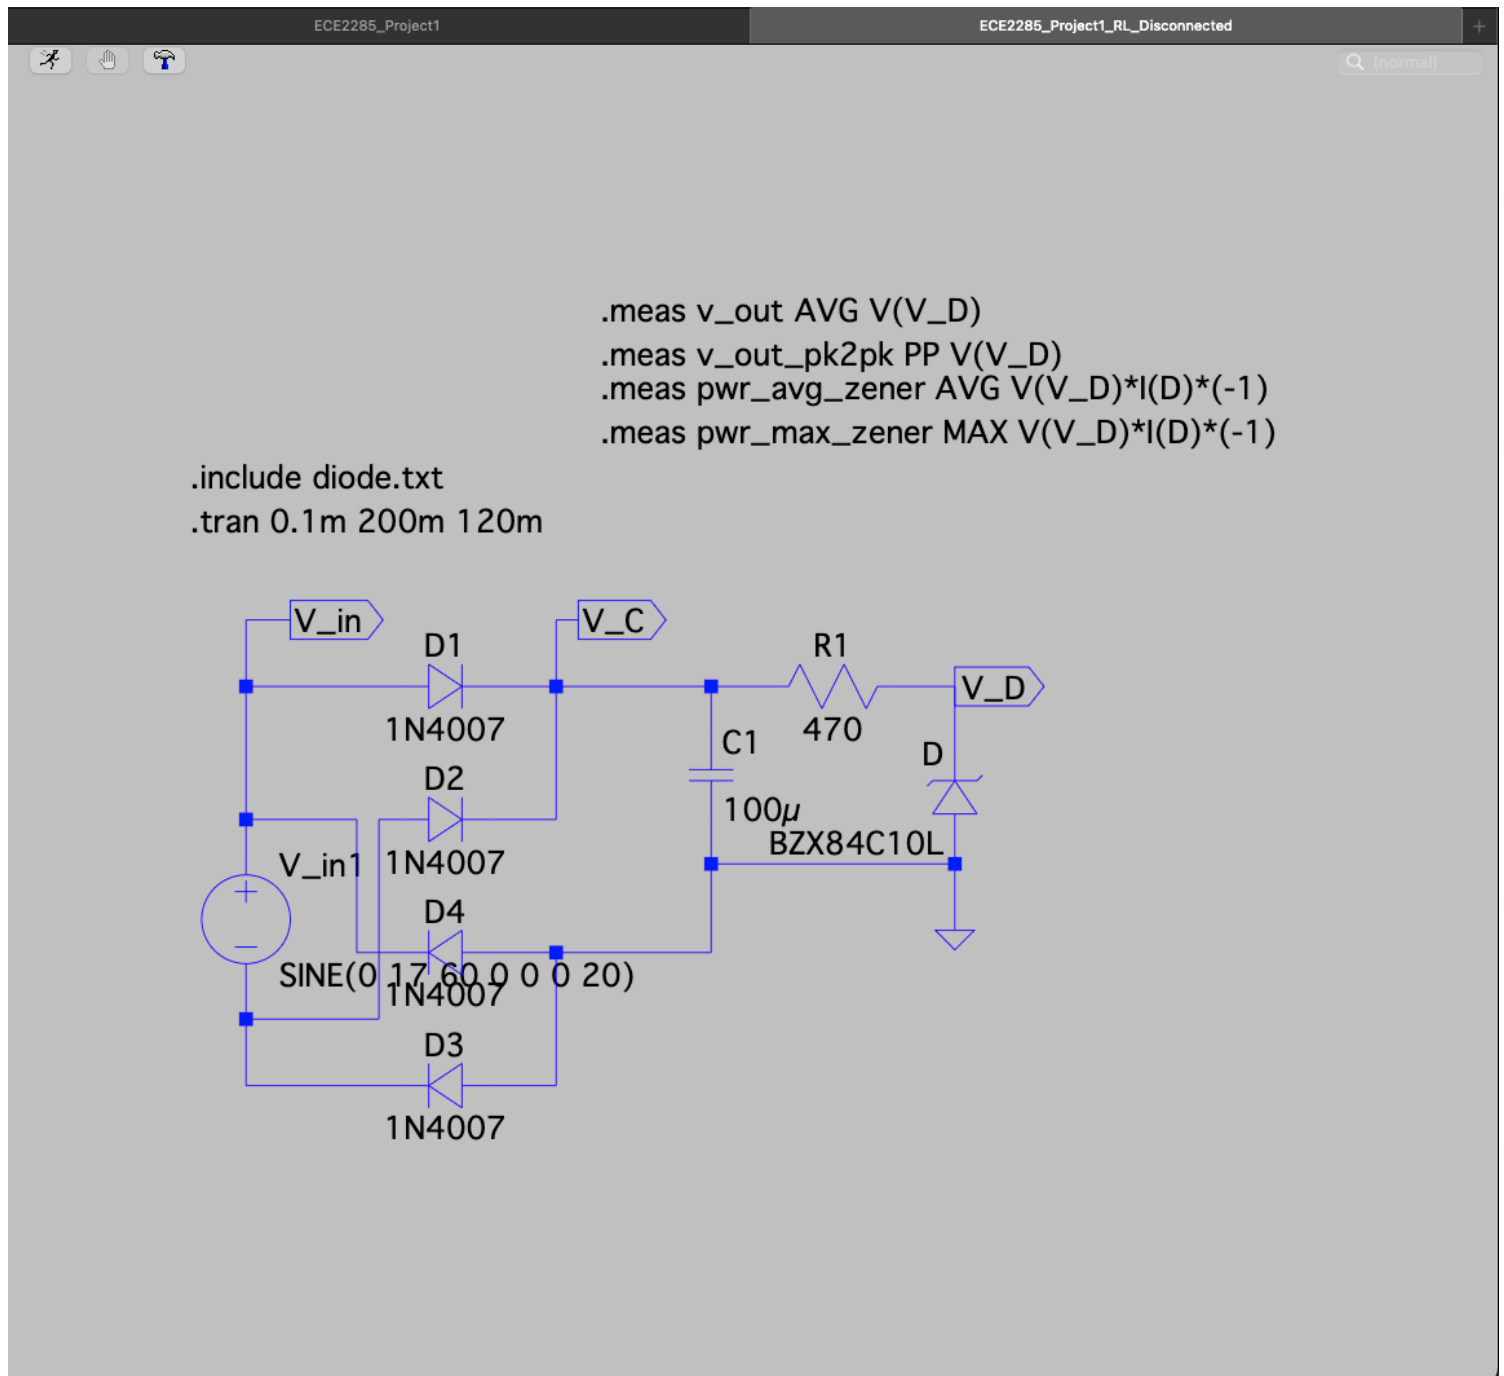 ECE2285_Project1
ECE2285_Project1_RL_Disconnected
+
(normal)
.meas v_out AVG V(V_D)
.meas v_out_pk2pk PP V(V_D)
.meas pwr_avg_zener AVG V(V_D)*I(D)*(-1)
.meas pwr_max_zener MAX V(V_D)*I(D)*(-1)
.include diode.txt
.tran 0.1m 200m 120m
V_in
V_C
D1
R1
V_D
1N4007
470
C1
D
D2
100µ
BZX84C10L
V_in1
1N4007
D4
SINE(0 17 60 0 0 0 20)
1N4007
D3
1N4007